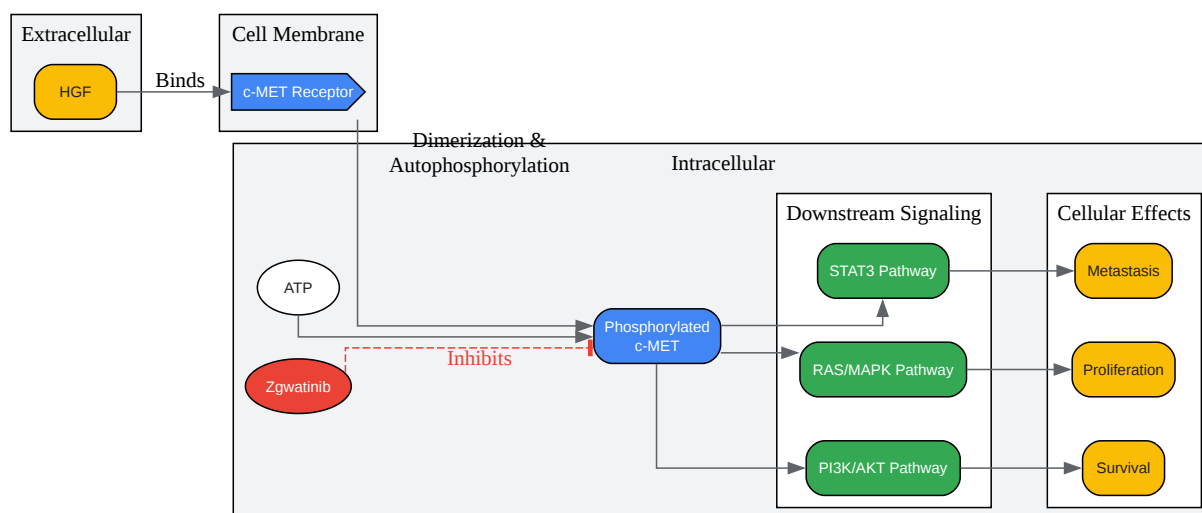 Extracellular
Cell Membrane
HGF
Binds
c-MET Receptor
Dimerization &
Autophosphorylation
Intracellular
Downstream Signaling
Cellular Effects
STAT3 Pathway
Metastasis
ATP
Phosphorylated
c-MET
Inhibits
Zgwatinib
RAS/MAPK Pathway
Proliferation
PI3K/AKT Pathway
Survival